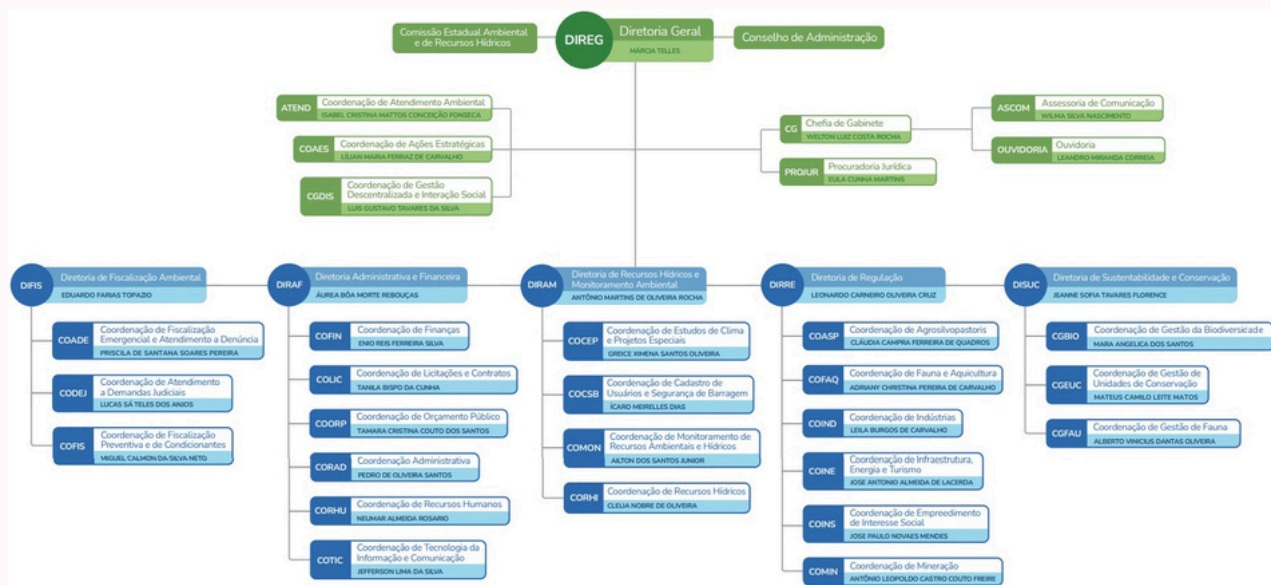 Comissão Estadual Ambiental
e de Recursos Hídricos
DIREG
Diretoria Geral
MÁRCIA TELLES
Conselho de Administração
ATEND
Coordenação de Atendimento Ambiental
ISABEL CRISTINA MATTOS CONCEIÇÃO FONSECA
COAES
Coordenação de Ações Estratégicas
LÍLIAN MARIA FERRAZ DE CARVALHO
CGDIS
Coordenação de Gestão
Descentralizada e Interação Social
LUIS GUSTAVO TAVARES DA SILVA
CG
Chefia de Gabinete
WELTON LUIZ COSTA ROCHA
PROJUR
Procuradoria Jurídica
EULA CUNHA MARTINS
ASCOM
Assessoria de Comunicação
WILMA SILVA NASCIMENTO
OUVIDORIA
Ouvidoria
LEANDRO MIRANDA CORREIA
DIFIS
Diretoria de Fiscalização Ambiental
EDUARDO FARIAS TOPAZIO
COADE
Coordenação de Fiscalização
Emergencial e Atendimento a Denúncia
PRISCILA DE SANTANA SOARES PEREIRA
CODEJ
Coordenação de Atendimento
a Demandas Judiciais
LUCAS SÁ TELES DOS ANJOS
COFIS
Coordenação de Fiscalização
Preventiva e de Condicionantes
MIQUEL CALMON DA SILVA NETO
DIRAF
Diretoria Administrativa e Financeira
ÁUREA BÔA MORTE REBOUÇAS
COFIN
Coordenação de Finanças
ENIO REIS FERREIRA SILVA
COLIC
Coordenação de Licitações e Contratos
TANILA BISPO DA CUNHA
COORP
Coordenação de Orçamento Público
TAMARA CRISTINA COUTO DOS SANTOS
CORAD
Coordenação Administrativa
PEDRO DE OLIVEIRA SANTOS
CORHU
Coordenação de Recursos Humanos
NEUMAR ALMEIDA ROSARIO
COTIC
Coordenação de Tecnologia da
Informação e Comunicação
JEFFERSON LIMA DA SILVA
DIRAM
Diretoria de Recursos Hídricos e
Monitoramento Ambiental
ANTÔNIO MARTINS DE OLIVEIRA ROCHA
COCEP
Coordenação de Estudos de Clima
e Projetos Especiais
GREICE XIMENA SANTOS OLIVEIRA
COCSB
Coordenação de Cadastro de
Usuários e Segurança de Barragem
ÍCARO MEIRELLES DIAS
COMON
Coordenação de Monitoramento de
Recursos Ambientais e Hídricos
AILTON DOS SANTOS JUNIOR
CORHI
Coordenação de Recursos Hídricos
CLELIA NOBRE DE OLIVEIRA
DIRRE
Diretoria de Regulação
LEONARDO CARNEIRO OLIVEIRA CRUZ
COASP
Coordenação de Agrosilvopastoris
CLÁUDIA CAMPRA FERREIRA DE QUADROS
COFAQ
Coordenação de Fauna e Aquicultura
ADRIANY CHRISTINA PEREIRA DE CARVALHO
COIND
Coordenação de Indústrias
LEILA BURGOS DE CARVALHO
COINE
Coordenação de Infraestrutura,
Energia e Turismo
JOSE ANTONIO ALMEIDA DE LACERDA
COINS
Coordenação de Empreedimento
de Interesse Social
JOSE PAULO NOVAES MENDES
COMIN
Coordenação de Mineração
ANTÔNIO LEOPOLDO CASTRO COUTO FREIRE
DISUC
Diretoria de Sustentabilidade e Conservação
JEANNE SOFIA TAVARES FLORENCE
CGBIO
Coordenação de Gestão da Biodiversidade
MARA ANGELICA DOS SANTOS
CGEUC
Coordenação de Gestão de
Unidades de Conservação
MATEUS CAMILO LEITE MATOS
CGFAU
Coordenação de Gestão de Fauna
ALBERTO VINICIUS DANTAS OLIVEIRA